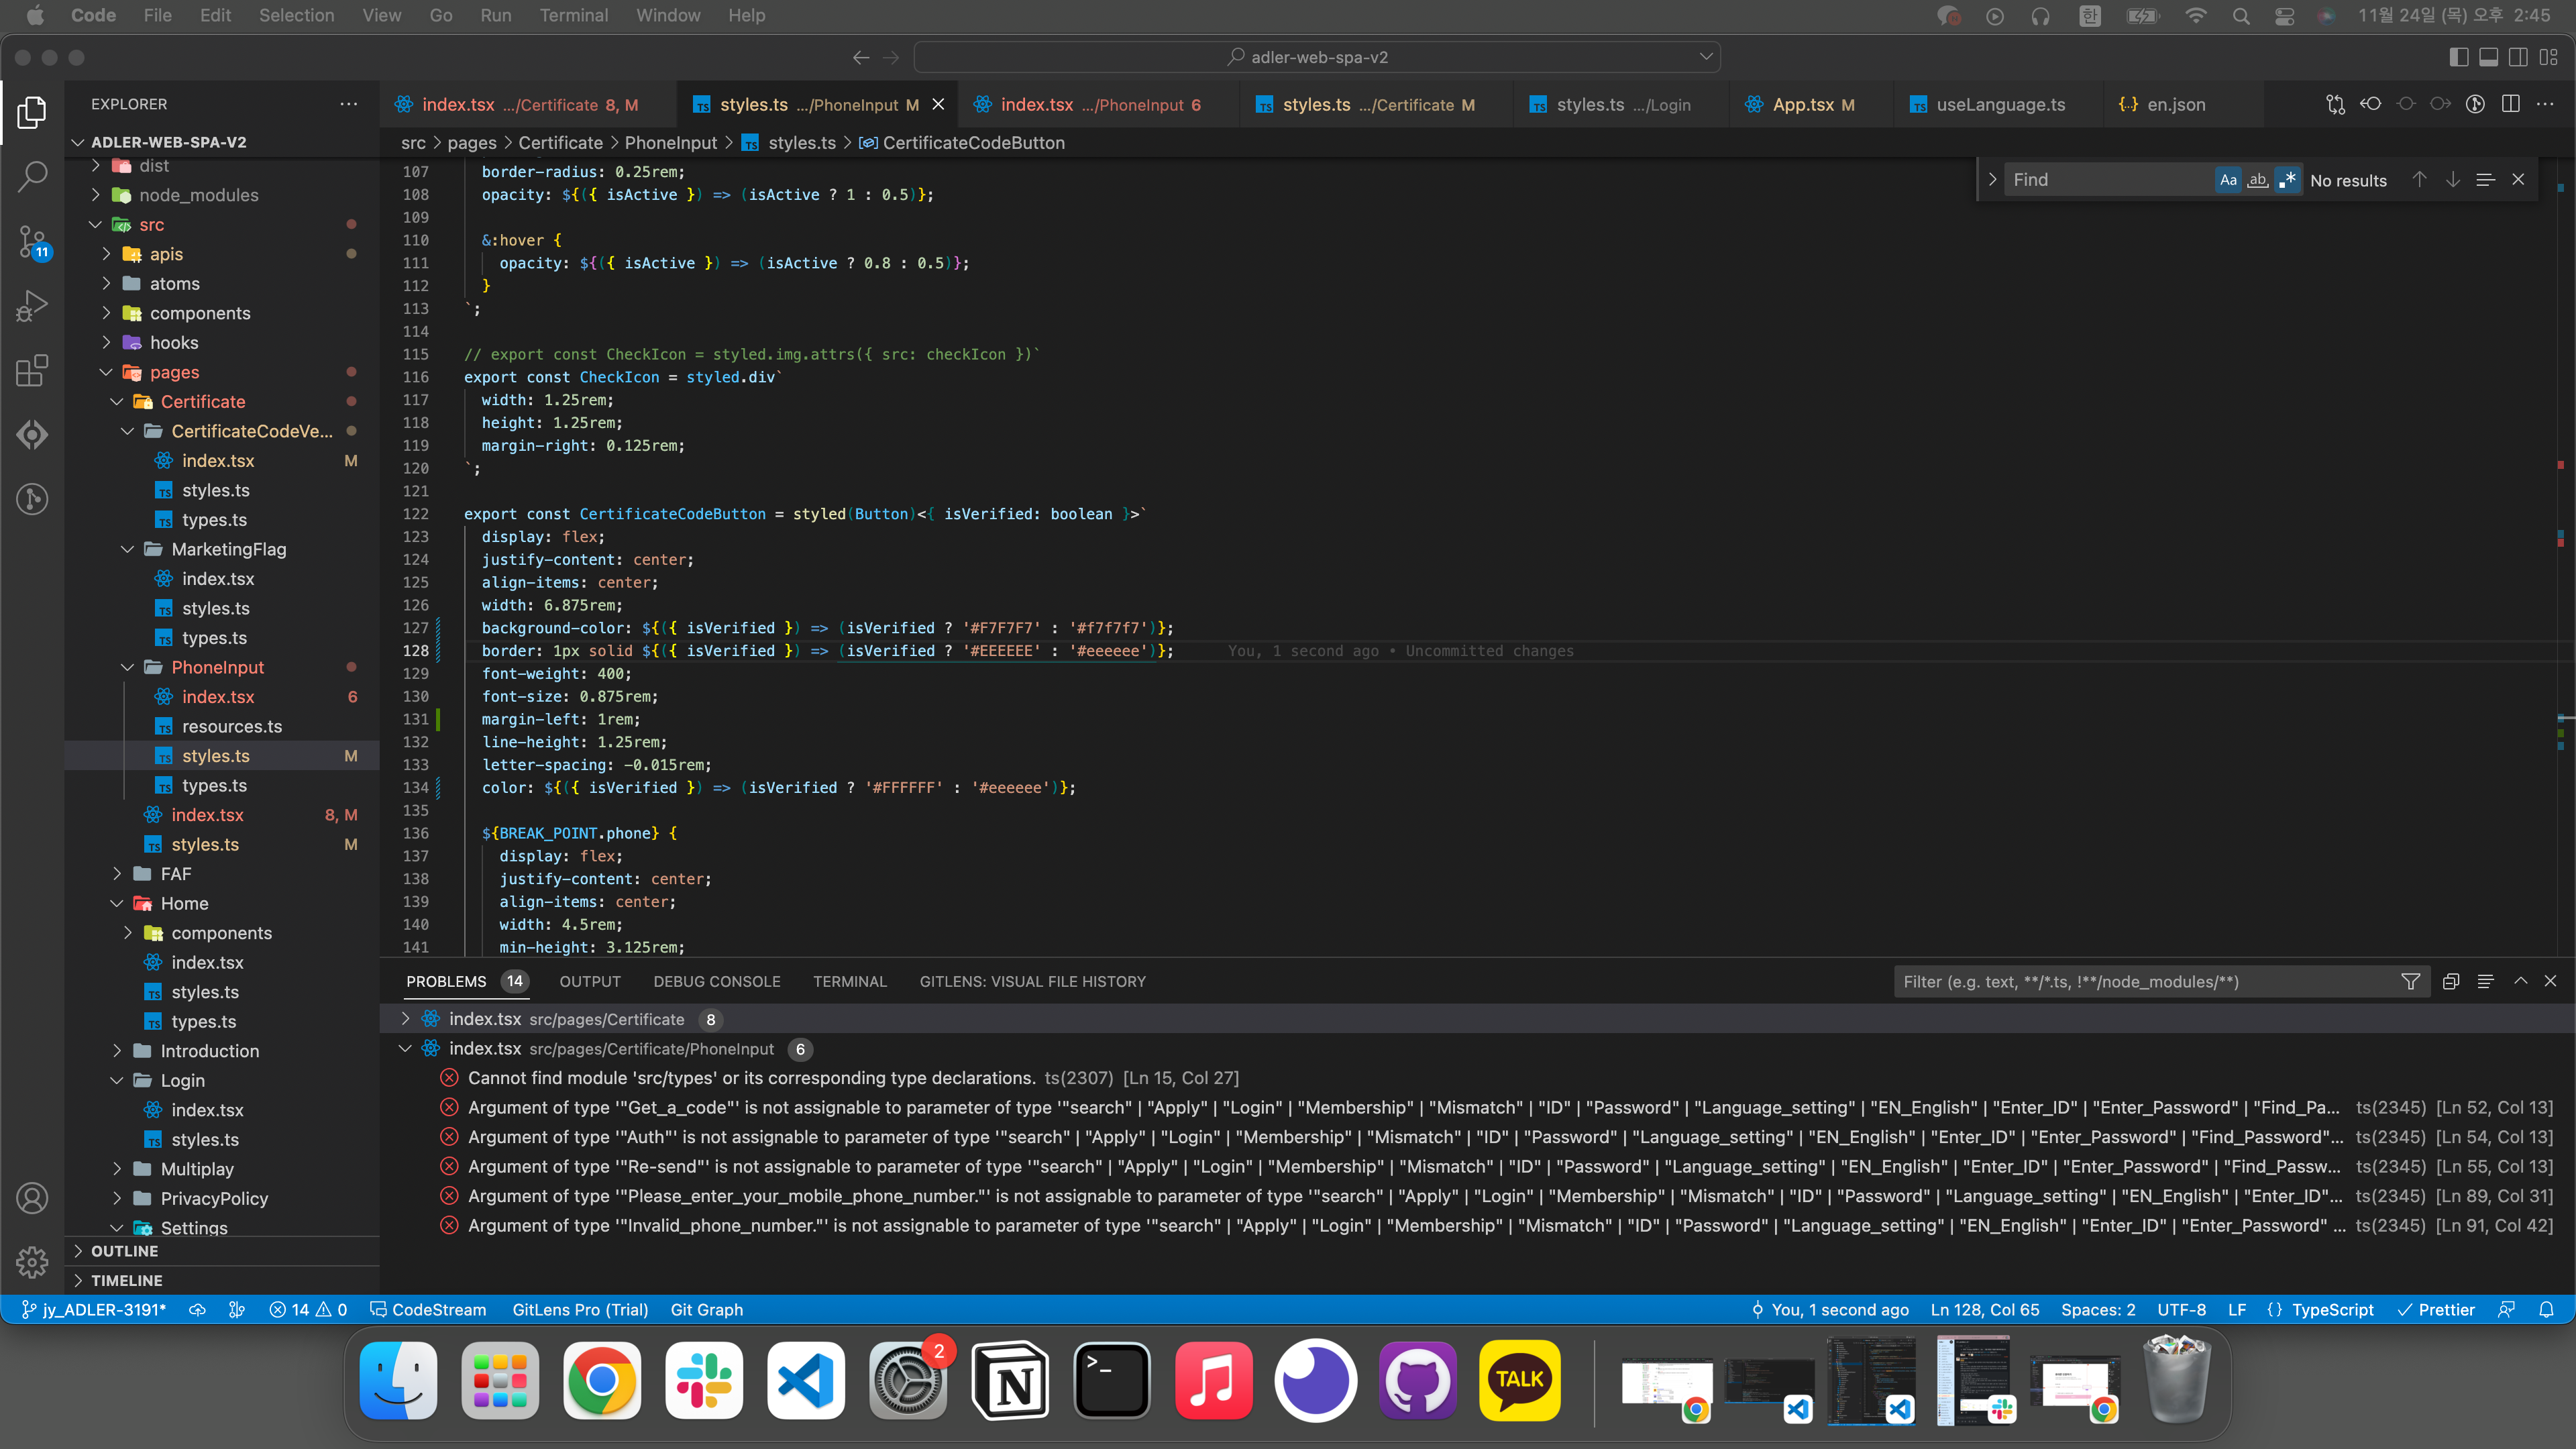 Code File Edit Selection View Go Run Terminal Window Help
한 11월 24일 (목) 오후 2:45
adler-web-spa-v2
EXPLORER
index.tsx .../Certificate 8, M
styles.ts .../PhoneInput M
index.tsx .../PhoneInput 6
styles.ts .../Certificate M
styles.ts .../Login
App.tsx M
useLanguage.ts
{..} en.json
ADLER-WEB-SPA-V2
dist
node_modules
src
apis
atoms
components
hooks
pages
Certificate
CertificateCodeVe...
index.tsx M
styles.ts
types.ts
MarketingFlag
index.tsx
styles.ts
types.ts
PhoneInput
index.tsx 6
resources.ts
styles.ts M
types.ts
index.tsx 8, M
styles.ts M
FAF
Home
components
index.tsx
styles.ts
types.ts
Introduction
Login
index.tsx
styles.ts
Multiplay
PrivacyPolicy
Settings
OUTLINE
TIMELINE
11
src > pages > Certificate > PhoneInput > TS styles.ts > CertificateCodeButton
Find Aa ab .* No results
107 border-radius: 0.25rem;
108 opacity: ${({ isActive }) => (isActive ? 1 : 0.5)};
109
110 &:hover {
111 opacity: ${({ isActive }) => (isActive ? 0.8 : 0.5)};
112 }
113 `;
114
115 // export const CheckIcon = styled.img.attrs({ src: checkIcon })`
116 export const CheckIcon = styled.div`
117 width: 1.25rem;
118 height: 1.25rem;
119 margin-right: 0.125rem;
120 `;
121
122 export const CertificateCodeButton = styled(Button)<{ isVerified: boolean }>`
123 display: flex;
124 justify-content: center;
125 align-items: center;
126 width: 6.875rem;
127 background-color: ${({ isVerified }) => (isVerified ? '#F7F7F7' : '#f7f7f7')};
128 border: 1px solid ${({ isVerified }) => (isVerified ? '#EEEEEE' : '#eeeeee')}; You, 1 second ago • Uncommitted changes
129 font-weight: 400;
130 font-size: 0.875rem;
131 margin-left: 1rem;
132 line-height: 1.25rem;
133 letter-spacing: -0.015rem;
134 color: ${({ isVerified }) => (isVerified ? '#FFFFFF' : '#eeeeee')};
135
136 ${BREAK_POINT.phone} {
137 display: flex;
138 justify-content: center;
139 align-items: center;
140 width: 4.5rem;
141 min-height: 3.125rem;
PROBLEMS 14 OUTPUT DEBUG CONSOLE TERMINAL GITLENS: VISUAL FILE HISTORY
Filter (e.g. text, **/*.ts, !**/node_modules/**)
index.tsx src/pages/Certificate 8
index.tsx src/pages/Certificate/PhoneInput 6
Cannot find module 'src/types' or its corresponding type declarations. ts(2307) [Ln 15, Col 27]
Argument of type '"Get_a_code"' is not assignable to parameter of type '"search" | "Apply" | "Login" | "Membership" | "Mismatch" | "ID" | "Password" | "Language_setting" | "EN_English" | "Enter_ID" | "Enter_Password" | "Find_Pa... ts(2345) [Ln 52, Col 13]
Argument of type '"Auth"' is not assignable to parameter of type '"search" | "Apply" | "Login" | "Membership" | "Mismatch" | "ID" | "Password" | "Language_setting" | "EN_English" | "Enter_ID" | "Enter_Password" | "Find_Password"... ts(2345) [Ln 54, Col 13]
Argument of type '"Re-send"' is not assignable to parameter of type '"search" | "Apply" | "Login" | "Membership" | "Mismatch" | "ID" | "Password" | "Language_setting" | "EN_English" | "Enter_ID" | "Enter_Password" | "Find_Passw... ts(2345) [Ln 55, Col 13]
Argument of type '"Please_enter_your_mobile_phone_number."' is not assignable to parameter of type '"search" | "Apply" | "Login" | "Membership" | "Mismatch" | "ID" | "Password" | "Language_setting" | "EN_English" | "Enter_ID"... ts(2345) [Ln 89, Col 31]
Argument of type '"Invalid_phone_number."' is not assignable to parameter of type '"search" | "Apply" | "Login" | "Membership" | "Mismatch" | "ID" | "Password" | "Language_setting" | "EN_English" | "Enter_ID" | "Enter_Password" ... ts(2345) [Ln 91, Col 42]
jy_ADLER-3191* 14 0 CodeStream GitLens Pro (Trial) Git Graph
You, 1 second ago Ln 128, Col 65 Spaces: 2 UTF-8 LF {} TypeScript Prettier
2
TALK